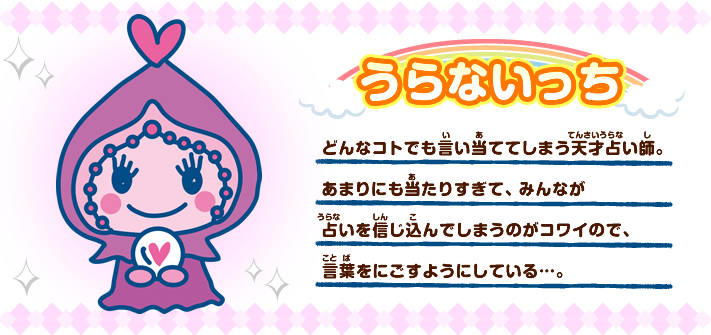 うらないっち
どんなコトでも言い当ててしまう天才占い師。
あまりにも当たりすぎて、みんなが
占いを信じ込んでしまうのがコワイので、
言葉をにごすようにしている…。